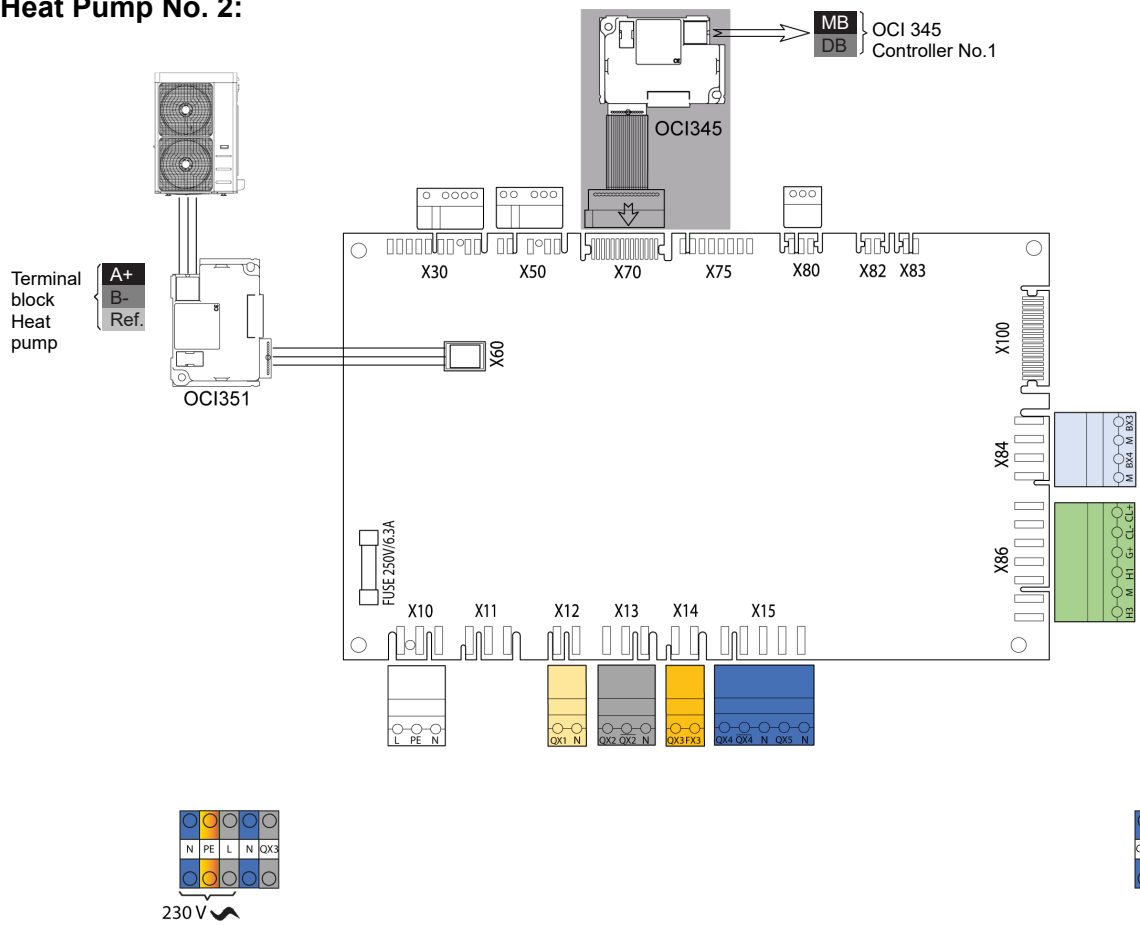 Heat Pump No. 2:
MB
DB
OCI 345
Controller No.1
OCI345
Terminal
block
Heat
pump
A+
B-
Ref.
OCI351
X30
X50
X70
X75
X80
X82
X83
X60
X100
X84
BX3
M
BX4
M
X86
CL+
CL-
G+
H1
M
H3
FUSE 250V/6.3A
X10
X11
X12
X13
X14
X15
L PE N
QX1 N
QX2 QX2 N
QX3 FX3
QX4 QX4 N QX5 N
N PE L N QX3
230 V